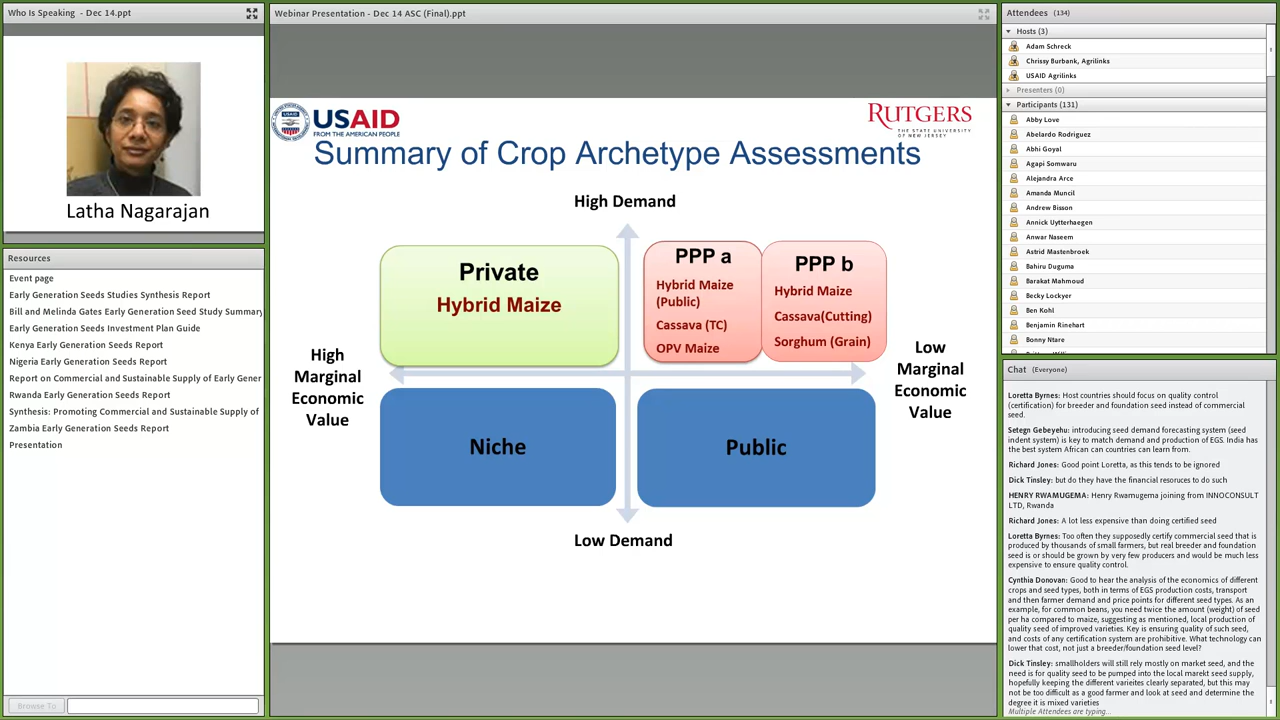 Who Is Speaking - Dec 14.ppt
Latha Nagarajan
Resources
Event page
Early Generation Seeds Studies Synthesis Report
Bill and Melinda Gates Early Generation Seed Study Summary
Early Generation Seeds Investment Plan Guide
Kenya Early Generation Seeds Report
Nigeria Early Generation Seeds Report
Report on Commercial and Sustainable Supply of Early Gener
Rwanda Early Generation Seeds Report
Synthesis: Promoting Commercial and Sustainable Supply of
Zambia Early Generation Seeds Report
Presentation
Browse To
Webinar Presentation - Dec 14 ASC (Final).ppt
USAID
FROM THE AMERICAN PEOPLE
RUTGERS
THE STATE UNIVERSITY
OF NEW JERSEY
Summary of Crop Archetype Assessments
High Demand
Private
Hybrid Maize
PPP a
Hybrid Maize
(Public)
Cassava (TC)
OPV Maize
PPP b
Hybrid Maize
Cassava(Cutting)
Sorghum (Grain)
High
Marginal
Economic
Value
Low
Marginal
Economic
Value
Niche
Public
Low Demand
Attendees (134)
Hosts (3)
Adam Schreck
Chrissy Burbank, Agrilinks
USAID Agrilinks
Presenters (0)
Participants (131)
Abby Love
Abelardo Rodriguez
Abhi Goyal
Agapi Somwaru
Alejandra Arce
Amanda Muncil
Andrew Bisson
Annick Uytterhaegen
Anwar Naseem
Astrid Mastenbroek
Bahiru Duguma
Barakat Mahmoud
Becky Lockyer
Ben Kohl
Benjamin Rinehart
Bonny Ntare
Chat (Everyone)
Loretta Byrnes: Host countries should focus on quality control
(certification) for breeder and foundation seed instead of commercial
seed.
Setegn Gebeyehu: introducing seed demand forecasting system (seed
indent system) is key to match demand and production of EGS. India has
the best system African can countries can learn from.
Richard Jones: Good point Loretta, as this tends to be ignored
Dick Tinsley: but do they have the financial resoruces to do such
HENRY RWAMUGEMA: Henry Rwamugema joining from INNOCONSULT
LTD, Rwanda
Richard Jones: A lot less expensive than doing certified seed
Loretta Byrnes: Too often they supposedly certify commercial seed that is
produced by thousands of small farmers, but real breeder and foundation
seed is or should be grown by very few producers and would be much less
expensive to ensure quality control.
Cynthia Donovan: Good to hear the analysis of the economics of different
crops and seed types, both in terms of EGS production costs, transport
and then farmer demand and price points for different seed types. As an
example, for common beans, you need twice the amount (weight) of seed
per ha compared to maize, suggesting as mentioned, local production of
quality seed of improved varieties. Key is ensuring quality of such seed,
and costs of any certification system are prohibitive. What technology can
lower that cost, not just a breeder/foundation seed level?
Dick Tinsley: smallholders will still rely mostly on market seed, and the
need is for quality seed to be pumped into the local marekt seed supply,
hopefully keeping the different varieites clearly separated, but this may
not be too difficult as a good farmer and look at seed and determine the
degree it is mixed varieties
Multiple Attendees are typing...